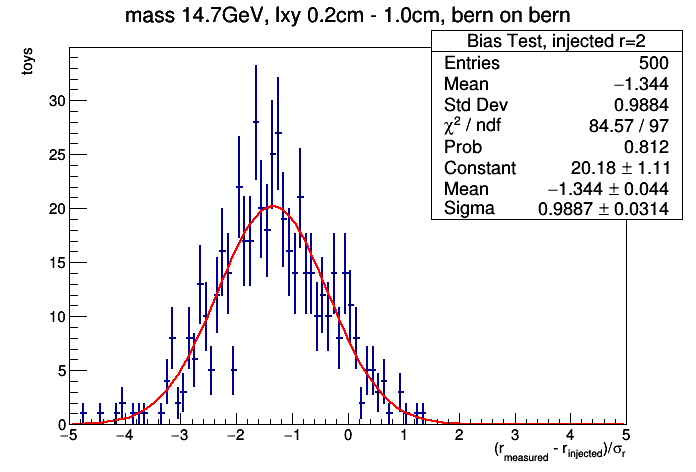 mass 14.7GeV, lxy 0.2cm - 1.0cm, bern on bern
toys
Bias Test, injected r=2
Entries 500
Mean −1.344
Std Dev 0.9884
χ² / ndf 84.57 / 97
Prob 0.812
Constant 20.18 ± 1.11
Mean −1.344 ± 0.044
Sigma 0.9887 ± 0.0314
30
25
20
15
10
5
0
−5 −4 −3 −2 −1 0 1 2 3 4 5
(r_measured - r_injected)/σ_r